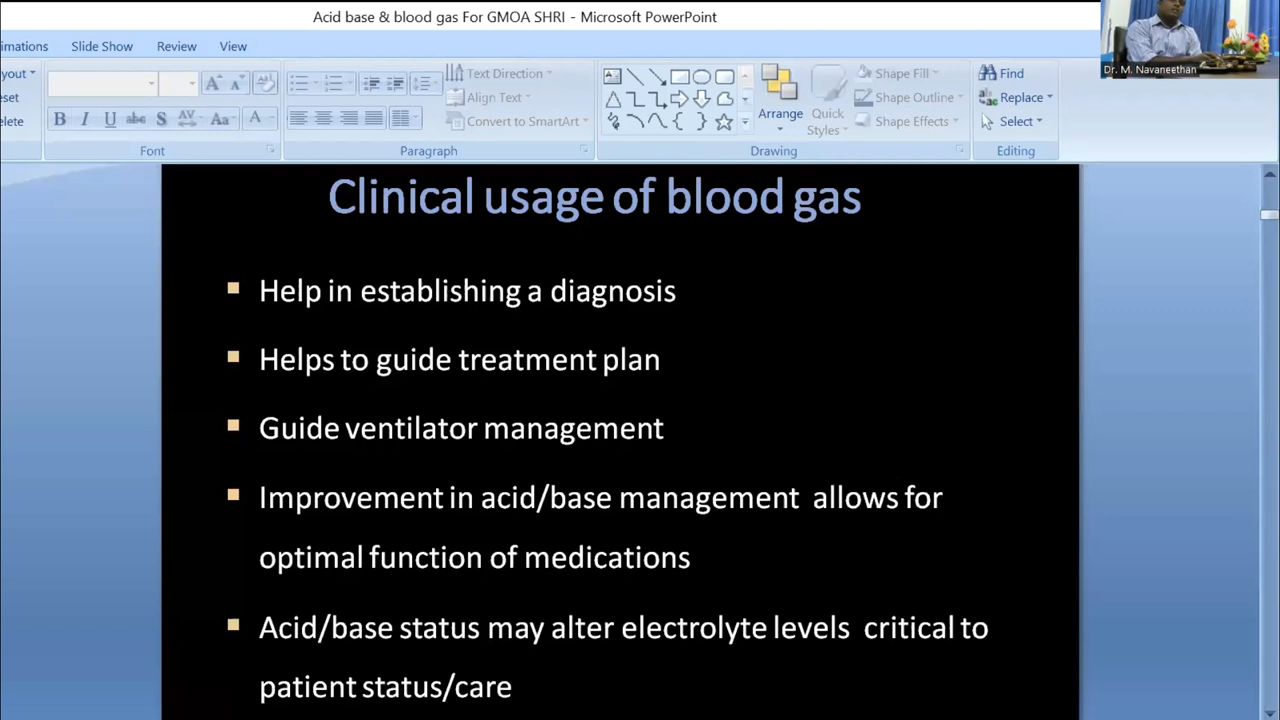 Acid base & blood gas For GMOA SHRI - Microsoft PowerPoint
imations Slide Show Review View
Dr. M. Navaneethan
ayout
eset
elete
Text Direction
Align Text
Convert to SmartArt
B I U abc S AV Aa A
Arrange
Quick
Styles
Shape Fill
Shape Outline
Shape Effects
Find
Replace
Select
Font Paragraph Drawing Editing
Clinical usage of blood gas
Help in establishing a diagnosis
Helps to guide treatment plan
Guide ventilator management
Improvement in acid/base management allows for
optimal function of medications
Acid/base status may alter electrolyte levels critical to
patient status/care